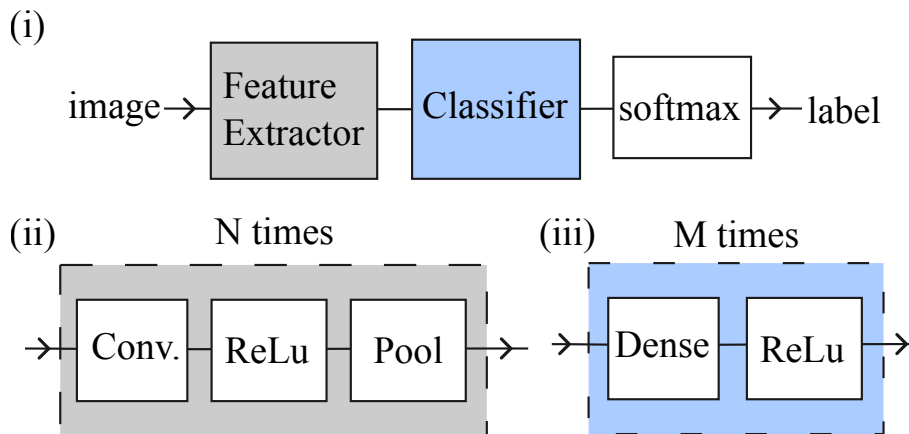 (i)
image
Feature
Extractor
Classifier
softmax
label
(ii)
N times
Conv.
ReLu
Pool
(iii)
M times
Dense
ReLu